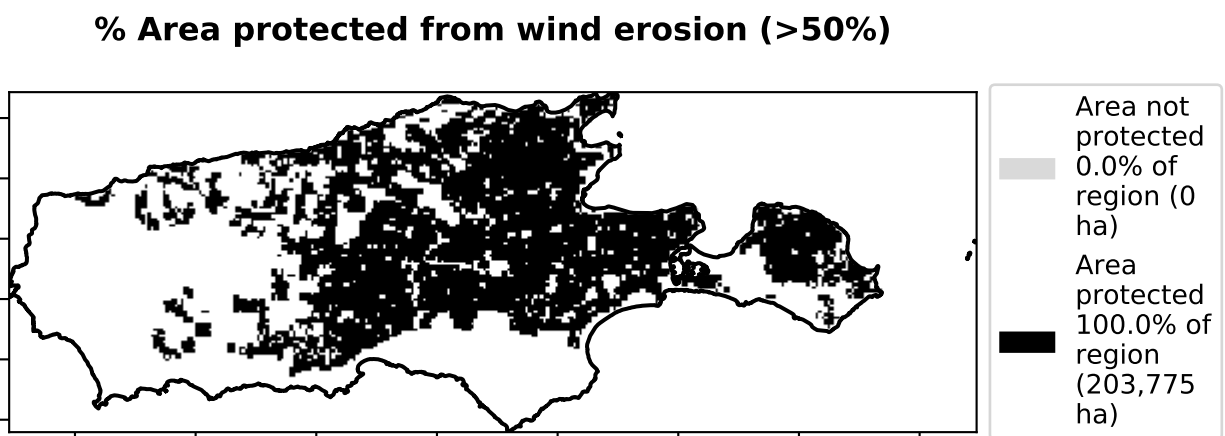 % Area protected from wind erosion (>50%)
Area not
protected
0.0% of
region (0
ha)
Area
protected
100.0% of
region
(203,775
ha)